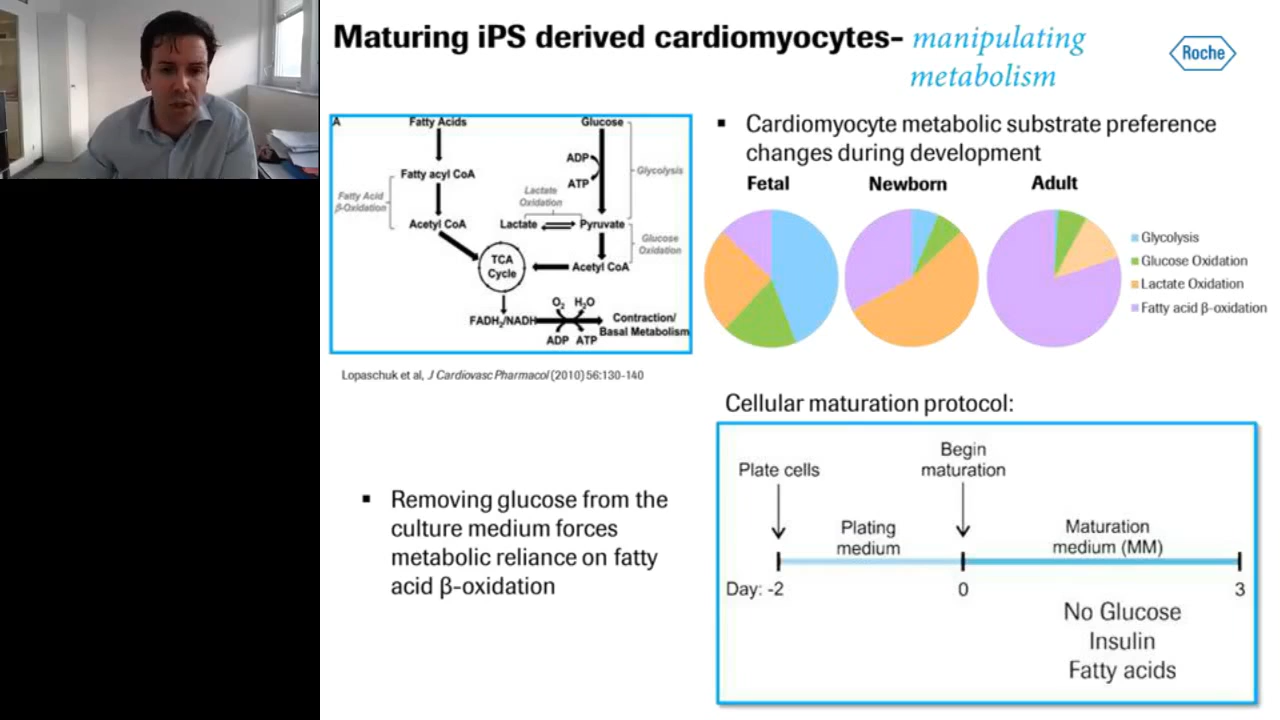 Maturing iPS derived cardiomyocytes– manipulating
metabolism
Roche
A
Fatty Acids
Glucose
ADP
ATP
Glycolysis
Fatty acyl CoA
Fatty Acid
β-Oxidation
Lactate
Oxidation
Acetyl CoA
Lactate
Pyruvate
Glucose
Oxidation
TCA
Cycle
Acetyl CoA
O₂ H₂O
FADH₂/NADH
Contraction/
Basal Metabolism
ADP ATP
Lopaschuk et al, J Cardiovasc Pharmacol (2010) 56:130-140
▪ Cardiomyocyte metabolic substrate preference
changes during development
Fetal Newborn Adult
Glycolysis
Glucose Oxidation
Lactate Oxidation
Fatty acid β-oxidation
▪ Removing glucose from the
culture medium forces
metabolic reliance on fatty
acid β-oxidation
Cellular maturation protocol:
Plate cells
Begin
maturation
Plating
medium
Maturation
medium (MM)
Day: -2 0 3
No Glucose
Insulin
Fatty acids